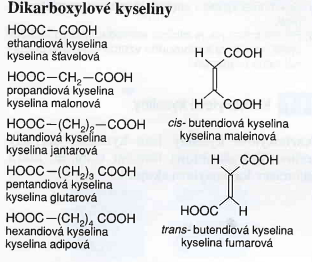 Dikarboxylové kyseliny
HOOC—COOH
ethandiová kyselina
kyselina šťavelová
HOOC—CH₂—COOH
propandiová kyselina
kyselina malonová
HOOC—(CH₂)₂—COOH
butandiová kyselina
kyselina jantarová
HOOC—(CH₂)₃ COOH
pentandiová kyselina
kyselina glutarová
HOOC—(CH₂)₄ COOH
hexandiová kyselina
kyselina adipová
H COOH
H COOH
cis- butendiová kyselina
kyselina maleinová
H COOH
HOOC H
trans- butendiová kyselina
kyselina fumarová